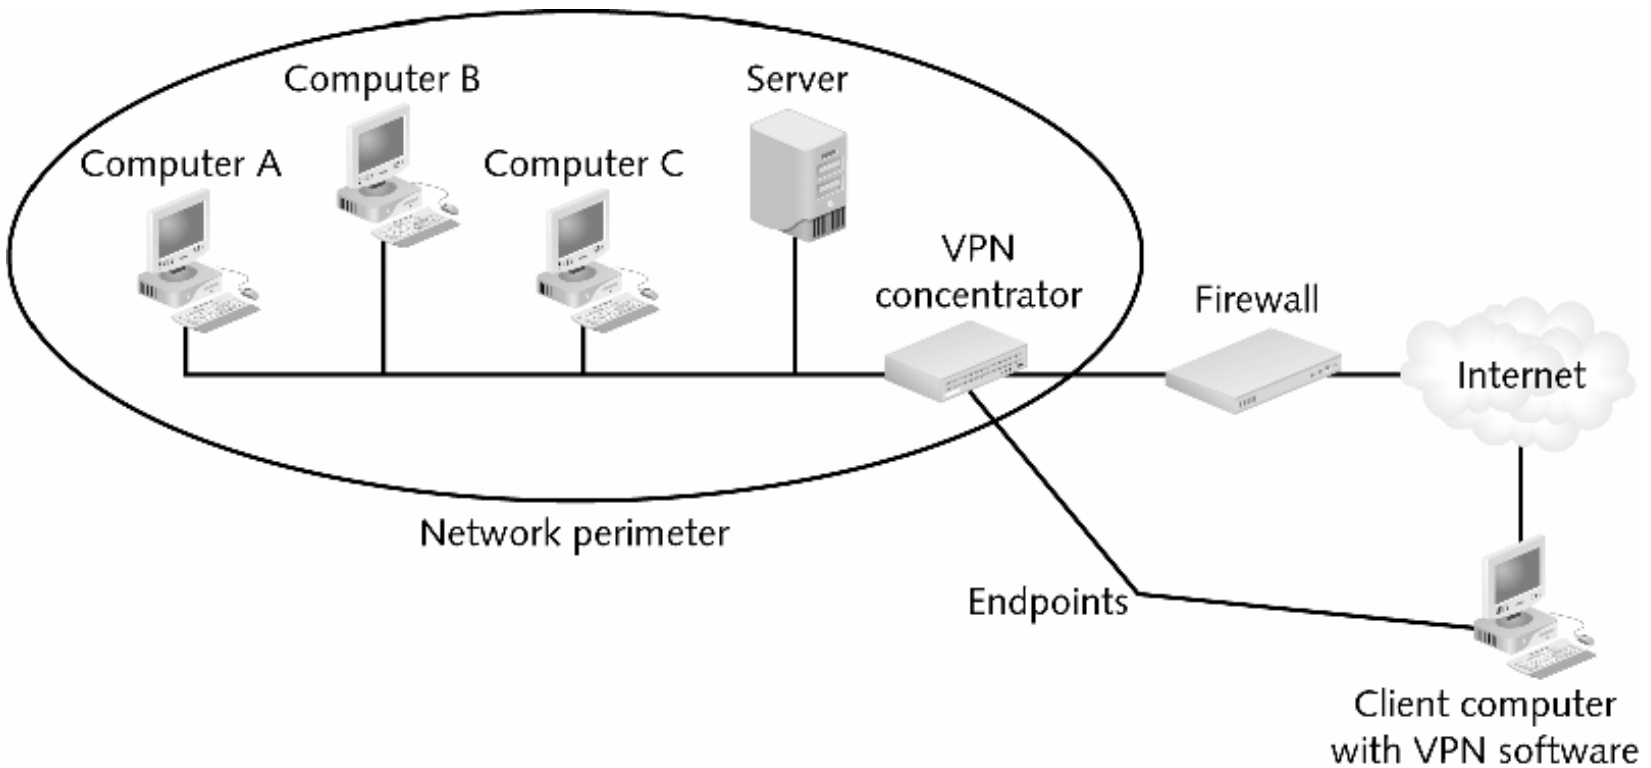 Computer B
Server
Computer A
Computer C
VPN
concentrator
Firewall
Internet
Network perimeter
Endpoints
Client computer
with VPN software